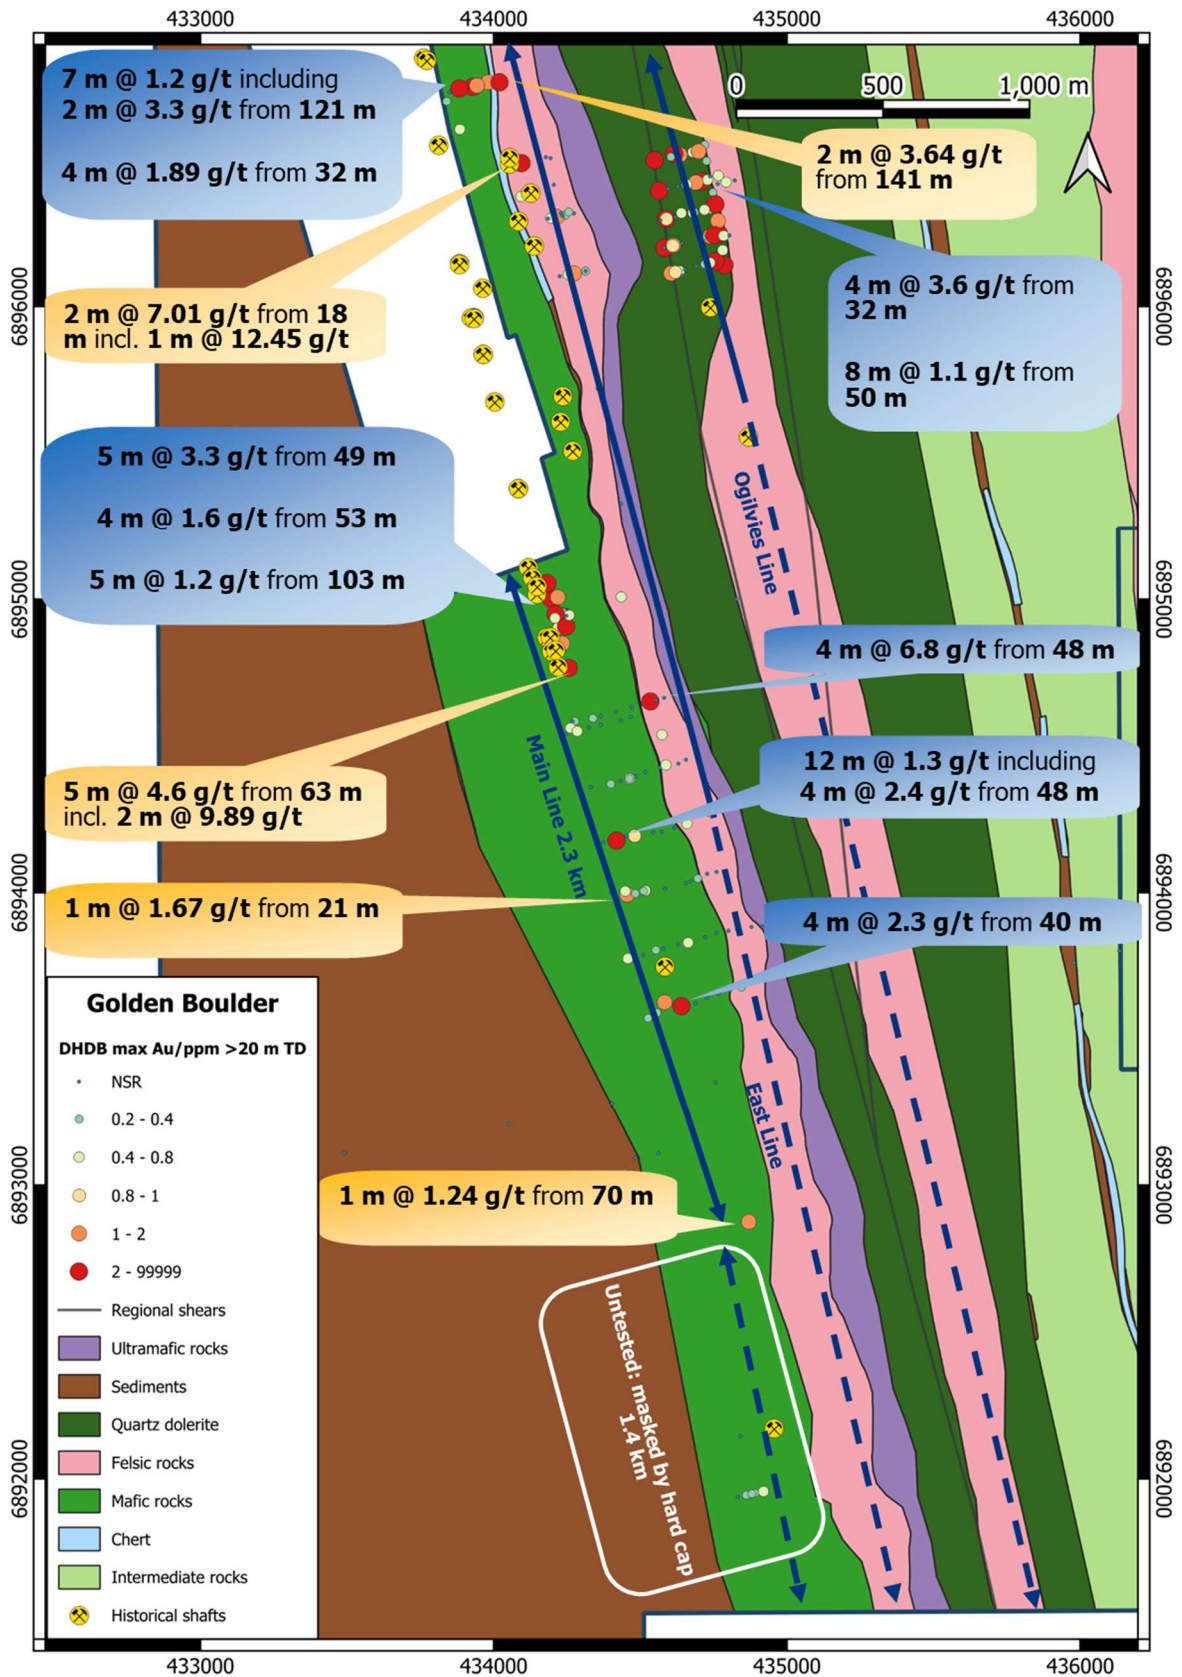 433000
434000
435000
436000
7 m @ 1.2 g/t including
2 m @ 3.3 g/t from 121 m
4 m @ 1.89 g/t from 32 m
0
500
1,000 m
2 m @ 3.64 g/t
from 141 m
4 m @ 3.6 g/t from
32 m
8 m @ 1.1 g/t from
50 m
2 m @ 7.01 g/t from 18
m incl. 1 m @ 12.45 g/t
6896000
6896000
5 m @ 3.3 g/t from 49 m
4 m @ 1.6 g/t from 53 m
5 m @ 1.2 g/t from 103 m
Ogilvies Line
6895000
6895000
4 m @ 6.8 g/t from 48 m
12 m @ 1.3 g/t including
4 m @ 2.4 g/t from 48 m
Main Line 2.3 km
5 m @ 4.6 g/t from 63 m
incl. 2 m @ 9.89 g/t
6894000
6894000
1 m @ 1.67 g/t from 21 m
4 m @ 2.3 g/t from 40 m
East Line
6893000
6893000
1 m @ 1.24 g/t from 70 m
Untested: masked by hard cap
1.4 km
6892000
6892000
Golden Boulder
DHDB max Au/ppm >20 m TD
NSR
0.2 - 0.4
0.4 - 0.8
0.8 - 1
1 - 2
2 - 99999
Regional shears
Ultramafic rocks
Sediments
Quartz dolerite
Felsic rocks
Mafic rocks
Chert
Intermediate rocks
Historical shafts
433000
434000
435000
436000